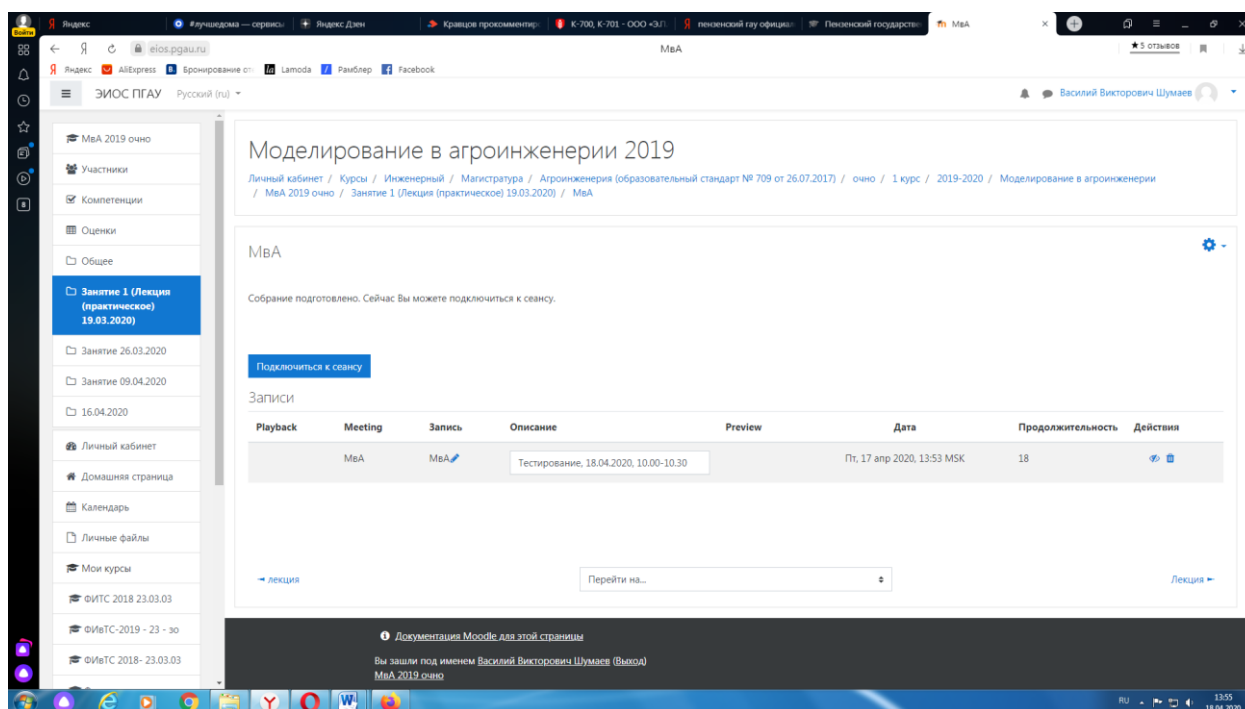 Войти
Яндекс
#лучшедома — сервисы
Яндекс.Дзен
Кравцов прокомментир
К-700, К-701 - ООО «ЭЛ
пензенский гау официал
Пензенский государстве
МвА
eios.pgau.ru
МвА
★ 5 отзывов
Яндекс
AliExpress
Бронирование от
Lamoda
Рамблер
Facebook
ЭИОС ПГАУ
Русский (ru)
Василий Викторович Шумаев
МвА 2019 очно
Участники
Компетенции
Оценки
Общее
Занятие 1 (Лекция
(практическое)
19.03.2020)
Занятие 26.03.2020
Занятие 09.04.2020
16.04.2020
Личный кабинет
Домашняя страница
Календарь
Личные файлы
Мои курсы
ФИТС 2018 23.03.03
ФИвТС-2019 - 23 - зо
ФИвТС 2018- 23.03.03
Моделирование в агроинженерии 2019
Личный кабинет / Курсы / Инженерный / Магистратура / Агроинженерия (образовательный стандарт № 709 от 26.07.2017) / очно / 1 курс / 2019-2020 / Моделирование в агроинженерии
/ МвА 2019 очно / Занятие 1 (Лекция (практическое) 19.03.2020) / МвА
МвА
Собрание подготовлено. Сейчас Вы можете подключиться к сеансу.
Подключиться к сеансу
Записи
Playback Meeting Запись Описание Preview Дата Продолжительность Действия
МвА МвА Тестирование, 18.04.2020, 10.00-10.30 Пт, 17 апр 2020, 13:53 MSK 18
◄ лекция
Перейти на...
Лекция ►
Документация Moodle для этой страницы
Вы зашли под именем Василий Викторович Шумаев (Выход)
МвА 2019 очно
RU
13:55
18.04.2020